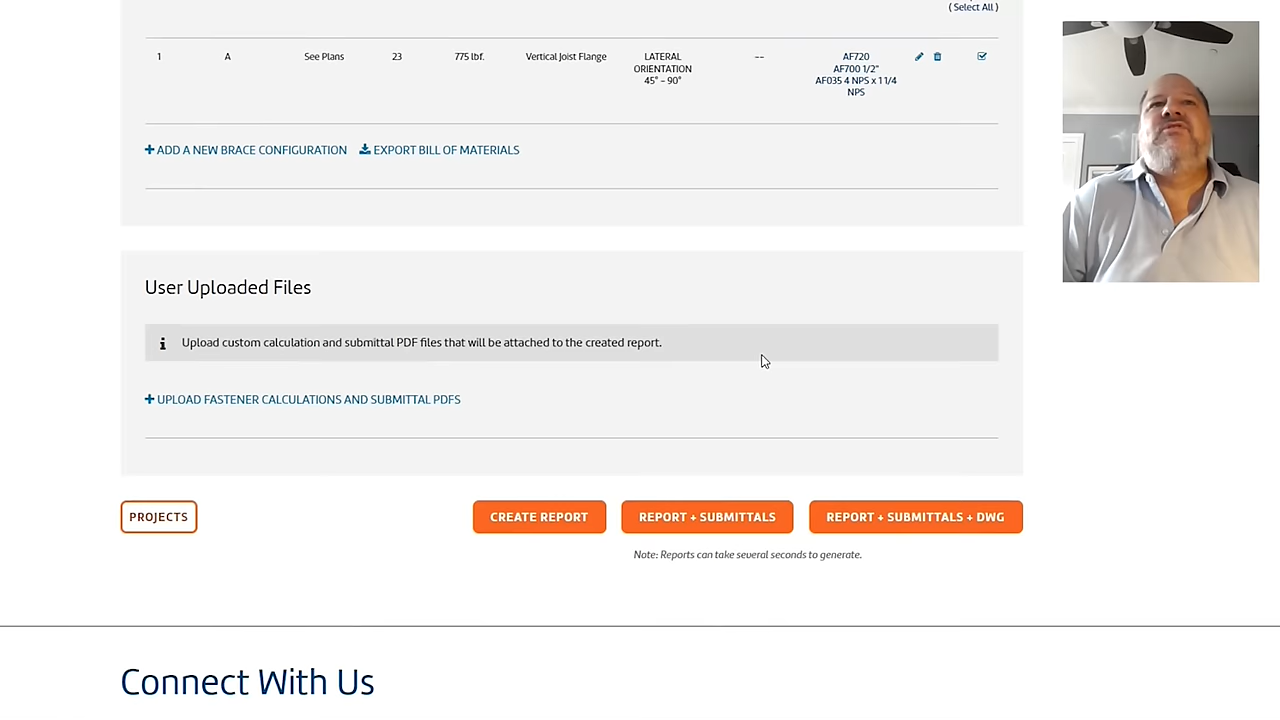 ( Select All )
1 A See Plans 23 775 lbf. Vertical Joist Flange LATERAL ORIENTATION 45° - 90° -- AF720 AF700 1/2" AF035 4 NPS x 1 1/4 NPS
+ ADD A NEW BRACE CONFIGURATION EXPORT BILL OF MATERIALS
User Uploaded Files
i Upload custom calculation and submittal PDF files that will be attached to the created report.
+ UPLOAD FASTENER CALCULATIONS AND SUBMITTAL PDFS
PROJECTS CREATE REPORT REPORT + SUBMITTALS REPORT + SUBMITTALS + DWG
Note: Reports can take several seconds to generate.
Connect With Us